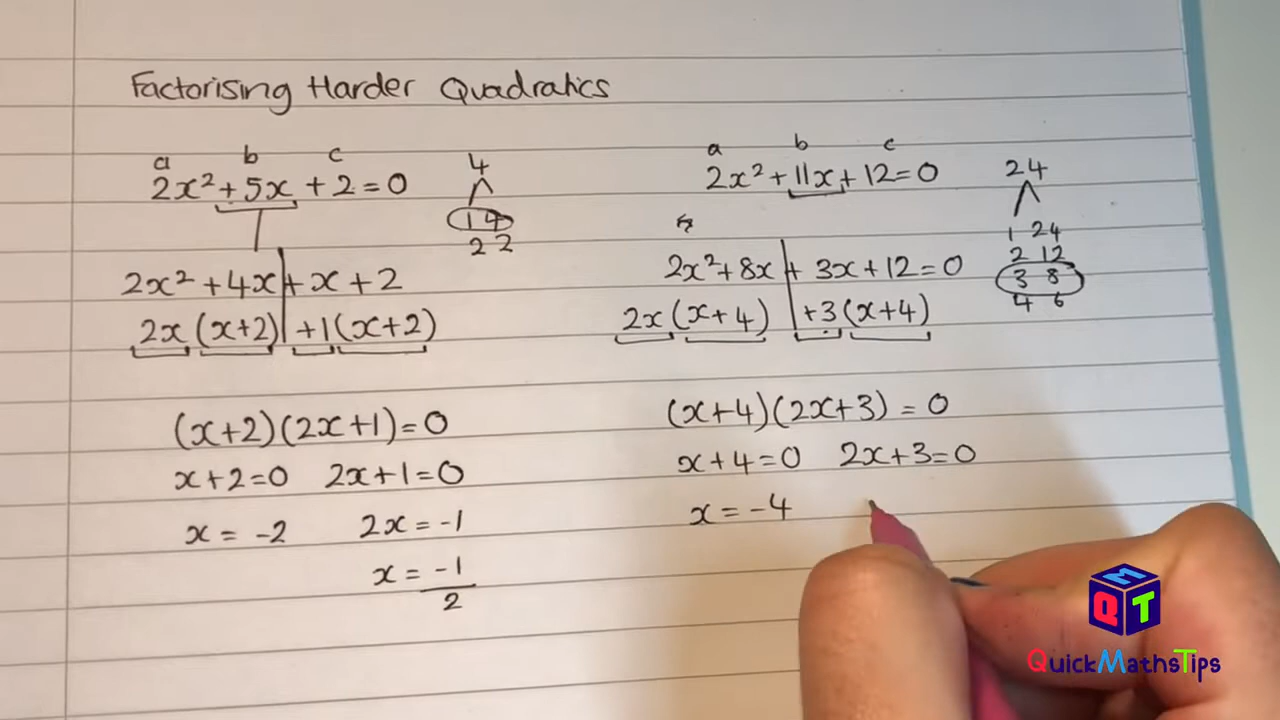 Factorising Harder Quadratics
a b c
2x² + 5x + 2 = 0
4
1 4
2 2
2x² + 4x + x + 2
2x(x+2) +1(x+2)
(x+2)(2x+1)=0
x+2=0 2x+1=0
x = -2 2x = -1
x = -1/2
a b c
2x² + 11x + 12 = 0
24
1 24
2 12
3 8
4 6
2x² + 8x + 3x + 12 = 0
2x(x+4) +3(x+4)
(x+4)(2x+3) = 0
x+4=0 2x+3=0
x = -4
QT
M
QuickMathsTips